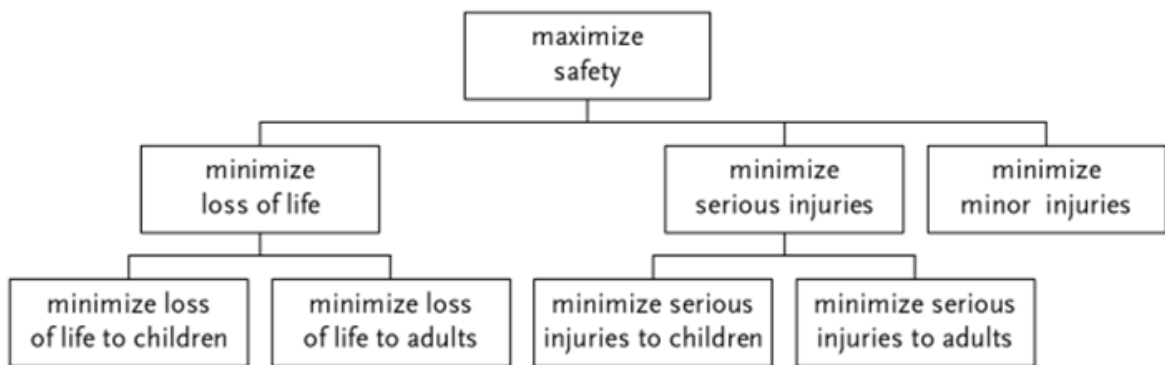 maximize
safety
minimize
loss of life
minimize
serious injuries
minimize
minor injuries
minimize loss
of life to children
minimize loss
of life to adults
minimize serious
injuries to children
minimize serious
injuries to adults